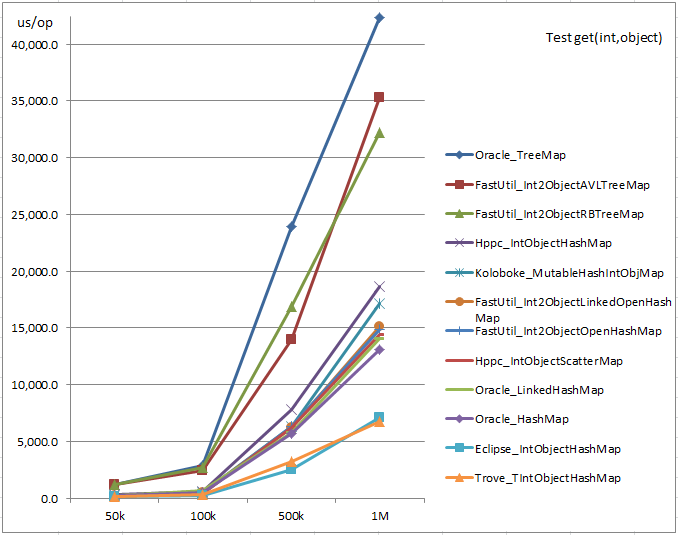 us/op
Test get(int,object)
40,000.0
35,000.0
30,000.0
25,000.0
20,000.0
15,000.0
10,000.0
5,000.0
0.0
50k
100k
500k
1M
Oracle_TreeMap
FastUtil_Int2ObjectAVLTreeMap
FastUtil_Int2ObjectRBTreeMap
Hppc_IntObjectHashMap
Koloboke_MutableHashIntObjMap
FastUtil_Int2ObjectLinkedOpenHash
Map
FastUtil_Int2ObjectOpenHashMap
Hppc_IntObjectScatterMap
Oracle_LinkedHashMap
Oracle_HashMap
Eclipse_IntObjectHashMap
Trove_TIntObjectHashMap